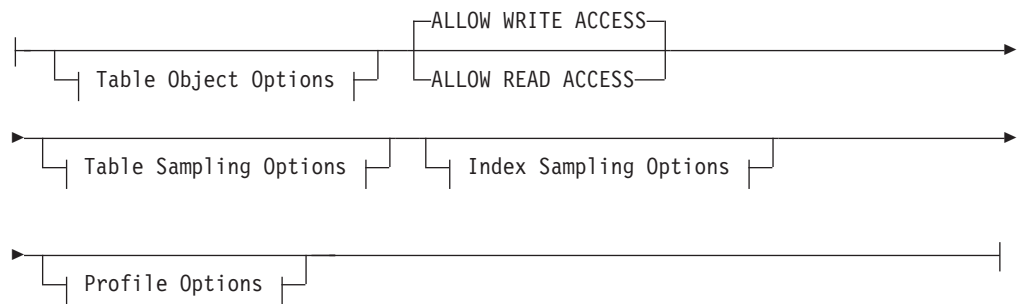 ALLOW WRITE ACCESS
Table Object Options
ALLOW READ ACCESS
Table Sampling Options
Index Sampling Options
Profile Options